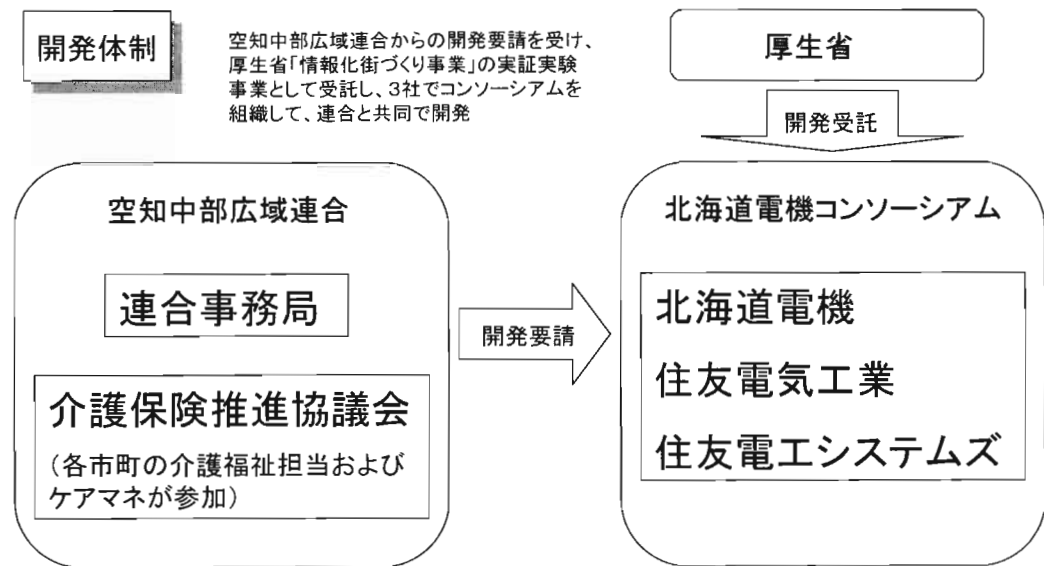 開発体制
空知中部広域連合からの開発要請を受け、
厚生省「情報化街づくり事業」の実証実験
事業として受託し、3社でコンソーシアムを
組織して、連合と共同で開発
厚生省
開発受託
空知中部広域連合
連合事務局
介護保険推進協議会
（各市町の介護福祉担当および
ケアマネが参加）
開発要請
北海道電機コンソーシアム
北海道電機
住友電気工業
住友電工システムズ